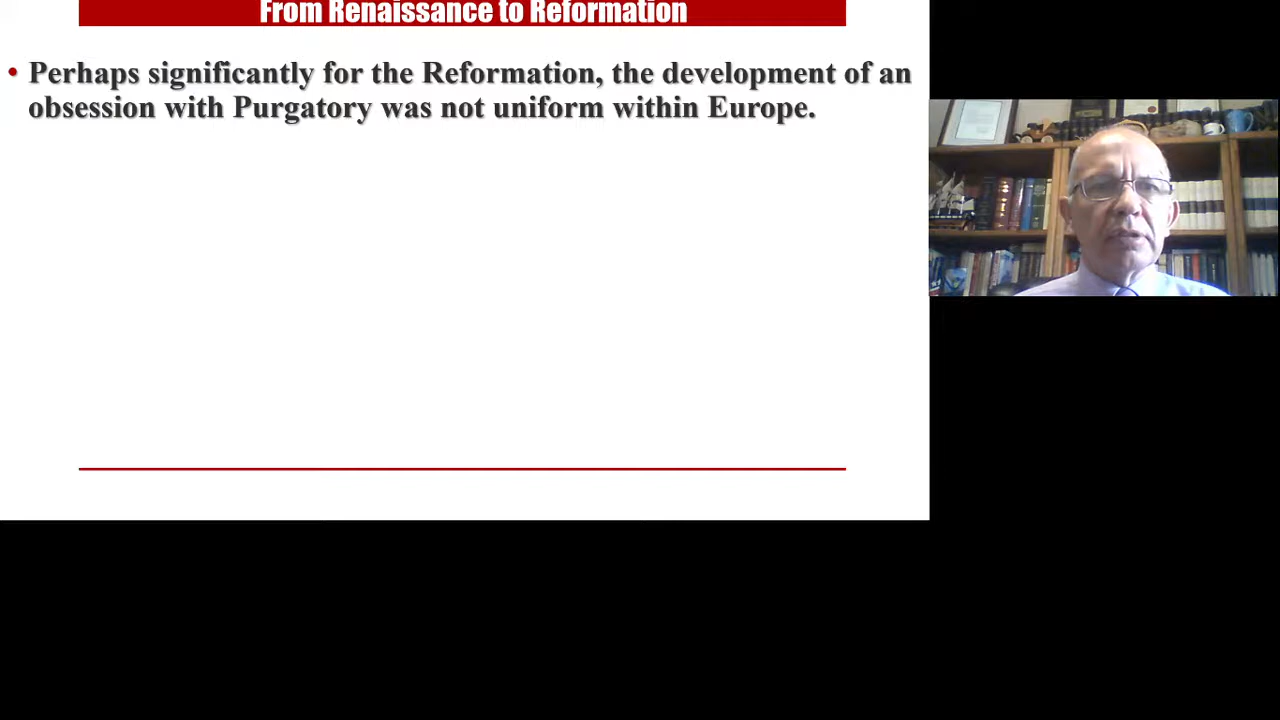 From Renaissance to Reformation
• Perhaps significantly for the Reformation, the development of an
obsession with Purgatory was not uniform within Europe.